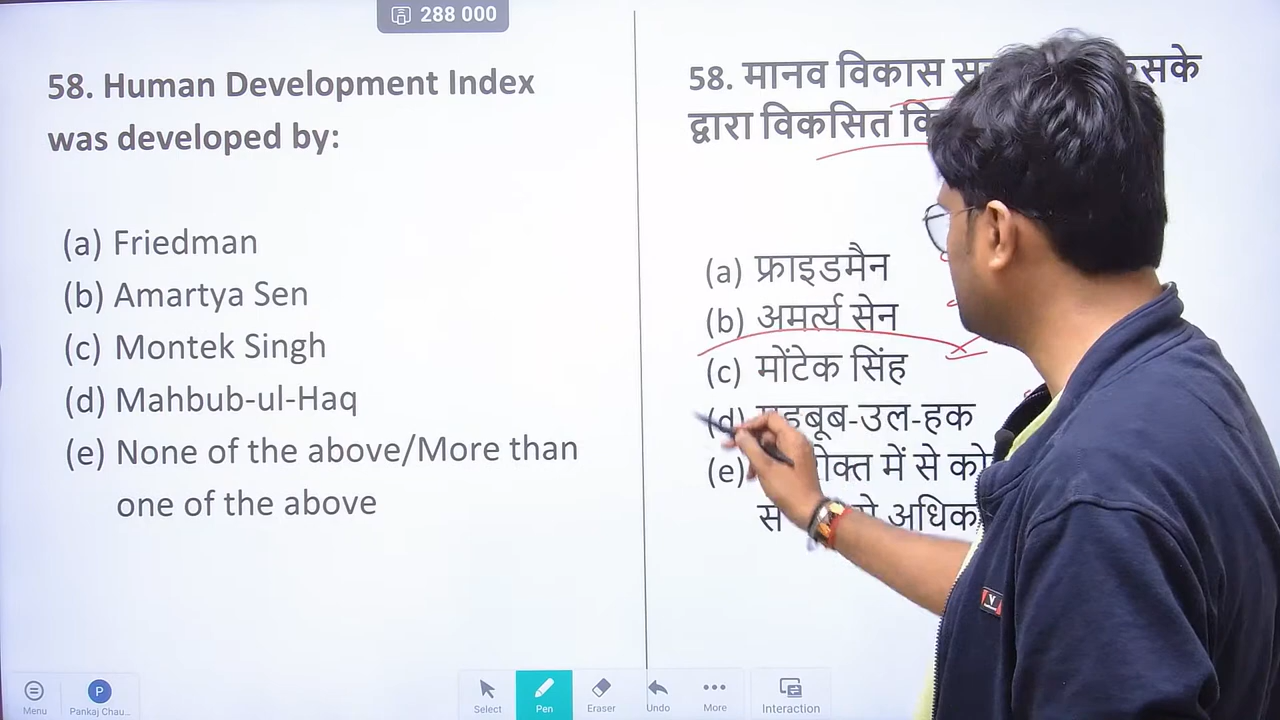 288 000
58. Human Development Index
was developed by:
(a) Friedman
(b) Amartya Sen
(c) Montek Singh
(d) Mahbub-ul-Haq
(e) None of the above/More than
one of the above
58. मानव विकास
द्वारा विकसित
(a) फ्राइडमैन
(b) अमर्त्य सेन
(c) मोंटेक सिंह
(d) महबूब-उल-हक
(e) में से
अधिक
Menu
P
Pankaj Chau...
Select
Pen
Eraser
Undo
More
Interaction
V